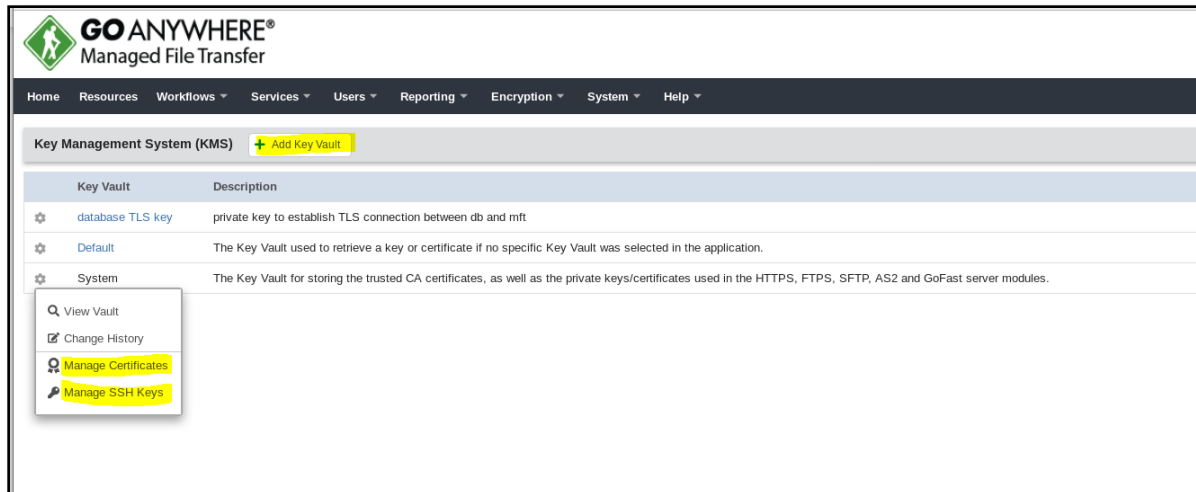 GO ANYWHERE®
Managed File Transfer
Home Resources Workflows Services Users Reporting Encryption System Help
Key Management System (KMS) Add Key Vault
Key Vault Description
database TLS key private key to establish TLS connection between db and mft
Default The Key Vault used to retrieve a key or certificate if no specific Key Vault was selected in the application.
System The Key Vault for storing the trusted CA certificates, as well as the private keys/certificates used in the HTTPS, FTPS, SFTP, AS2 and GoFast server modules.
View Vault
Change History
Manage Certificates
Manage SSH Keys